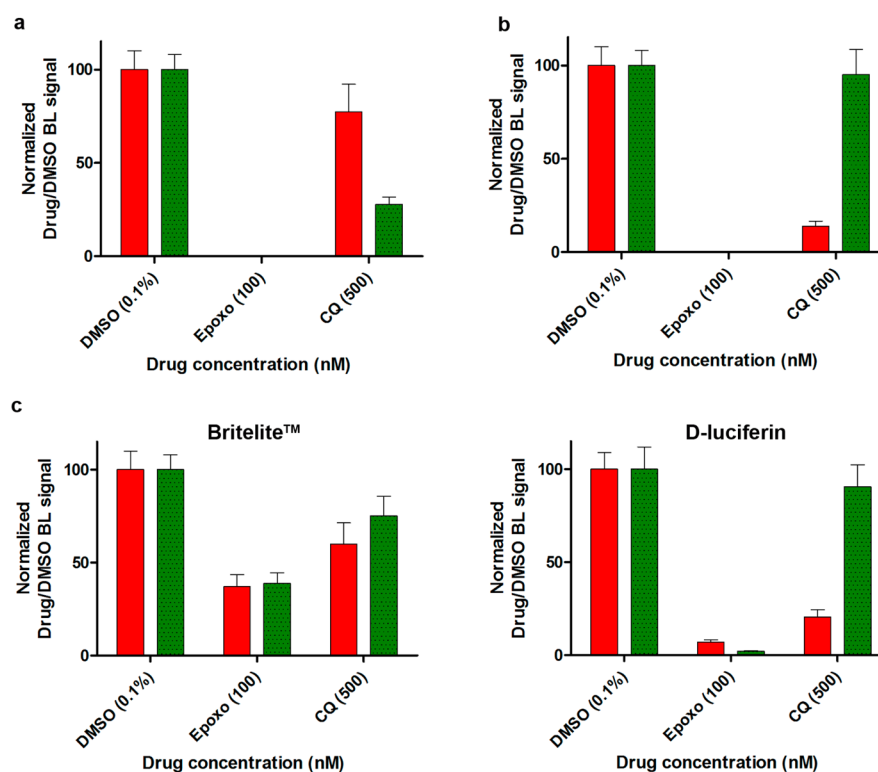 a
Normalized
Drug/DMSO BL signal
100
50
0
DMSO (0.1%)
Epoxo (100)
CQ (500)
Drug concentration (nM)
b
Normalized
Drug/DMSO BL signal
100
50
0
DMSO (0.1%)
Epoxo (100)
CQ (500)
Drug concentration (nM)
c
Britelite™
Normalized
Drug/DMSO BL signal
100
50
0
DMSO (0.1%)
Epoxo (100)
CQ (500)
Drug concentration (nM)
D-luciferin
Normalized
Drug/DMSO BL signal
100
50
0
DMSO (0.1%)
Epoxo (100)
CQ (500)
Drug concentration (nM)